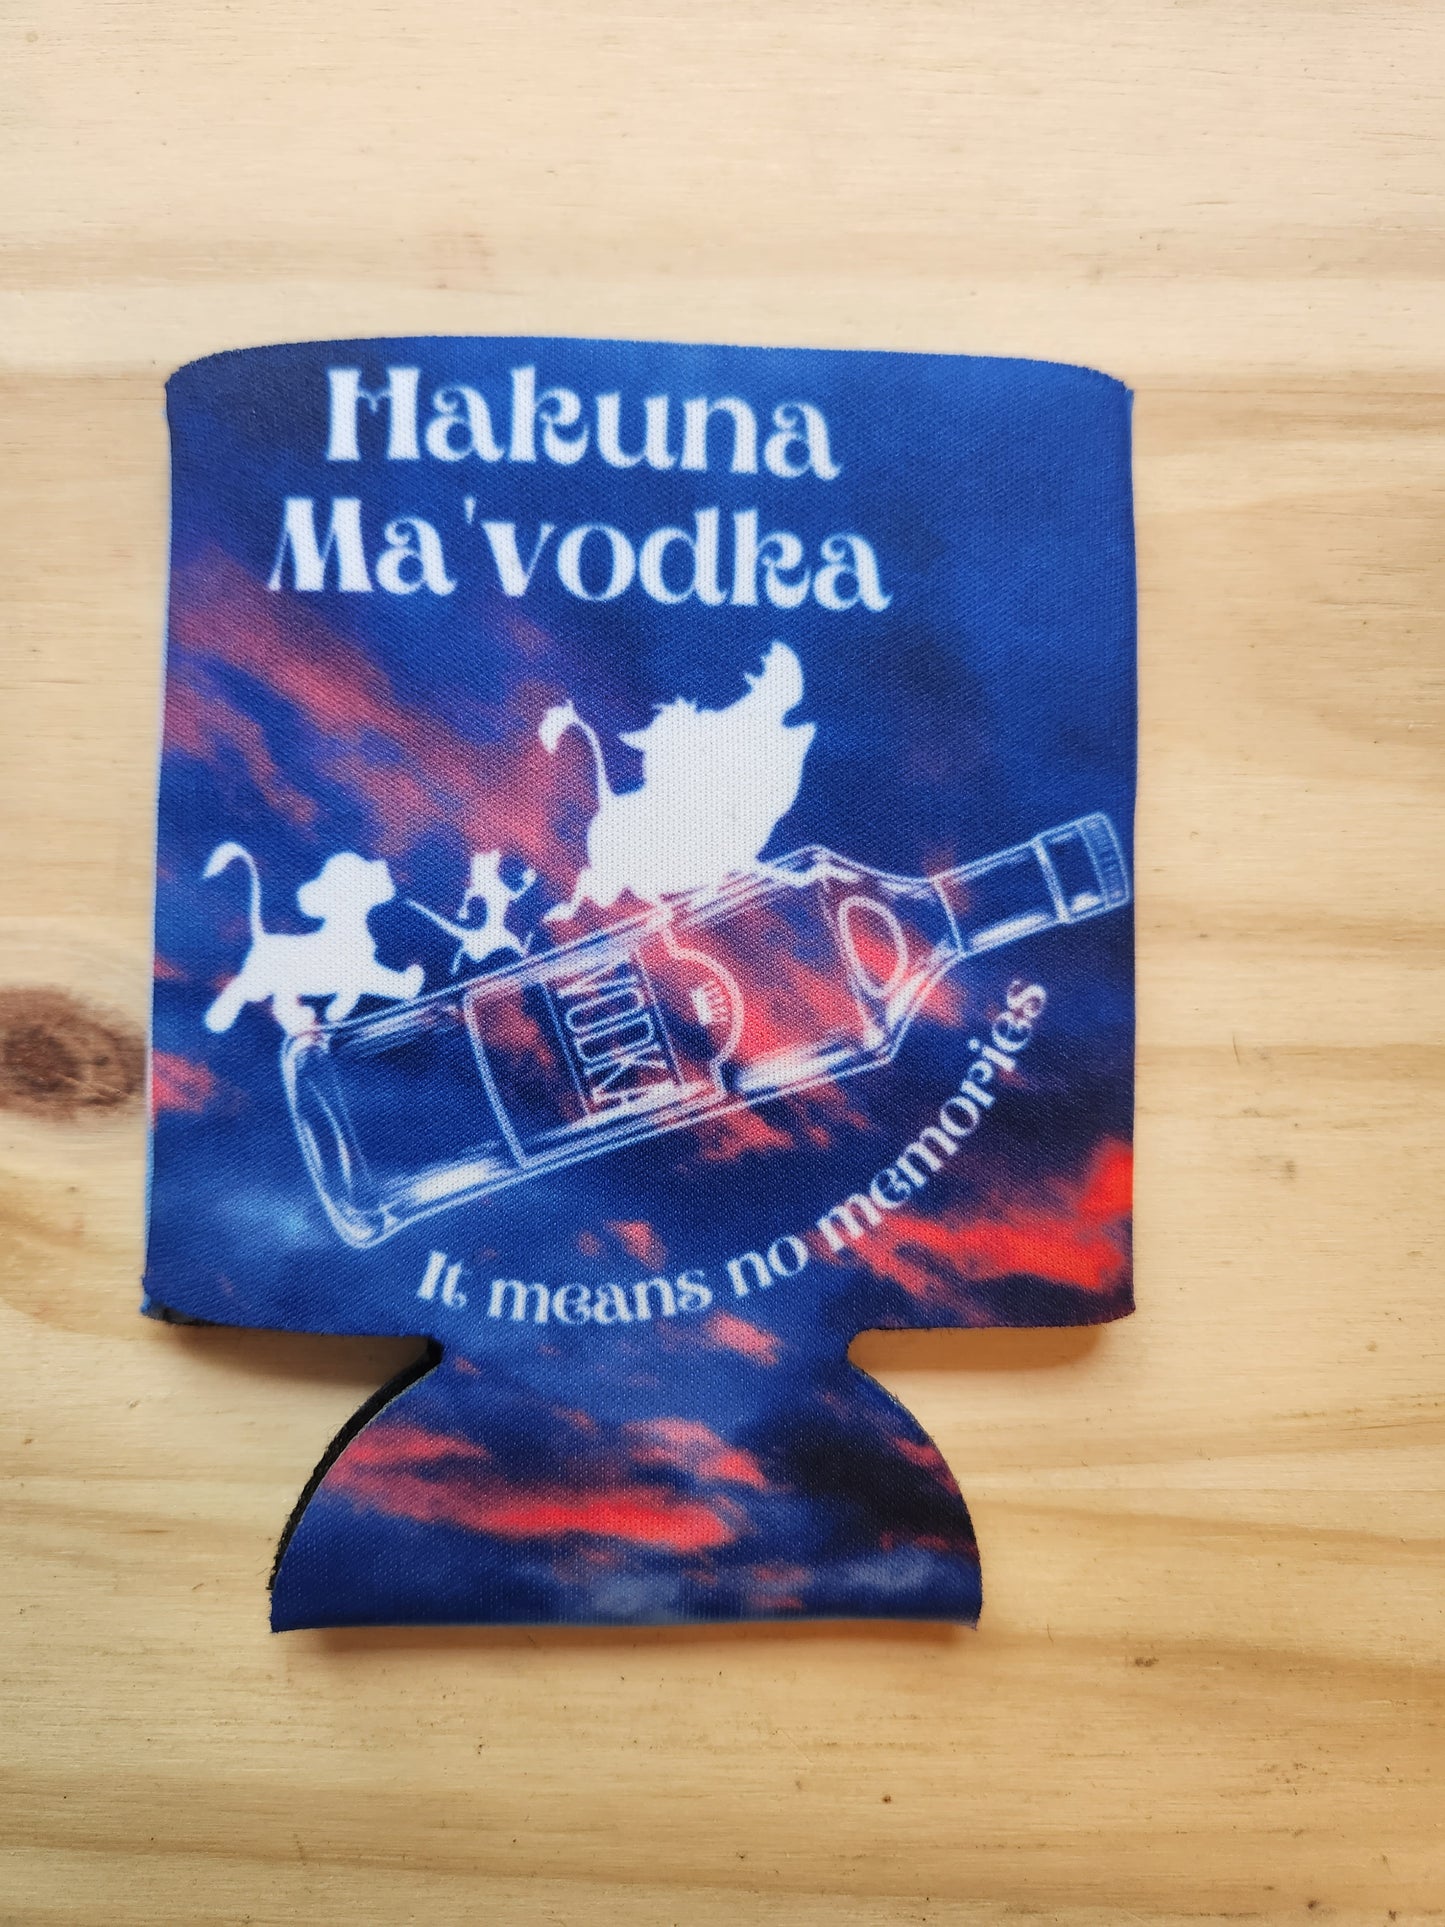 Hakuna
Ma'vodka
VODKA
It means no memories